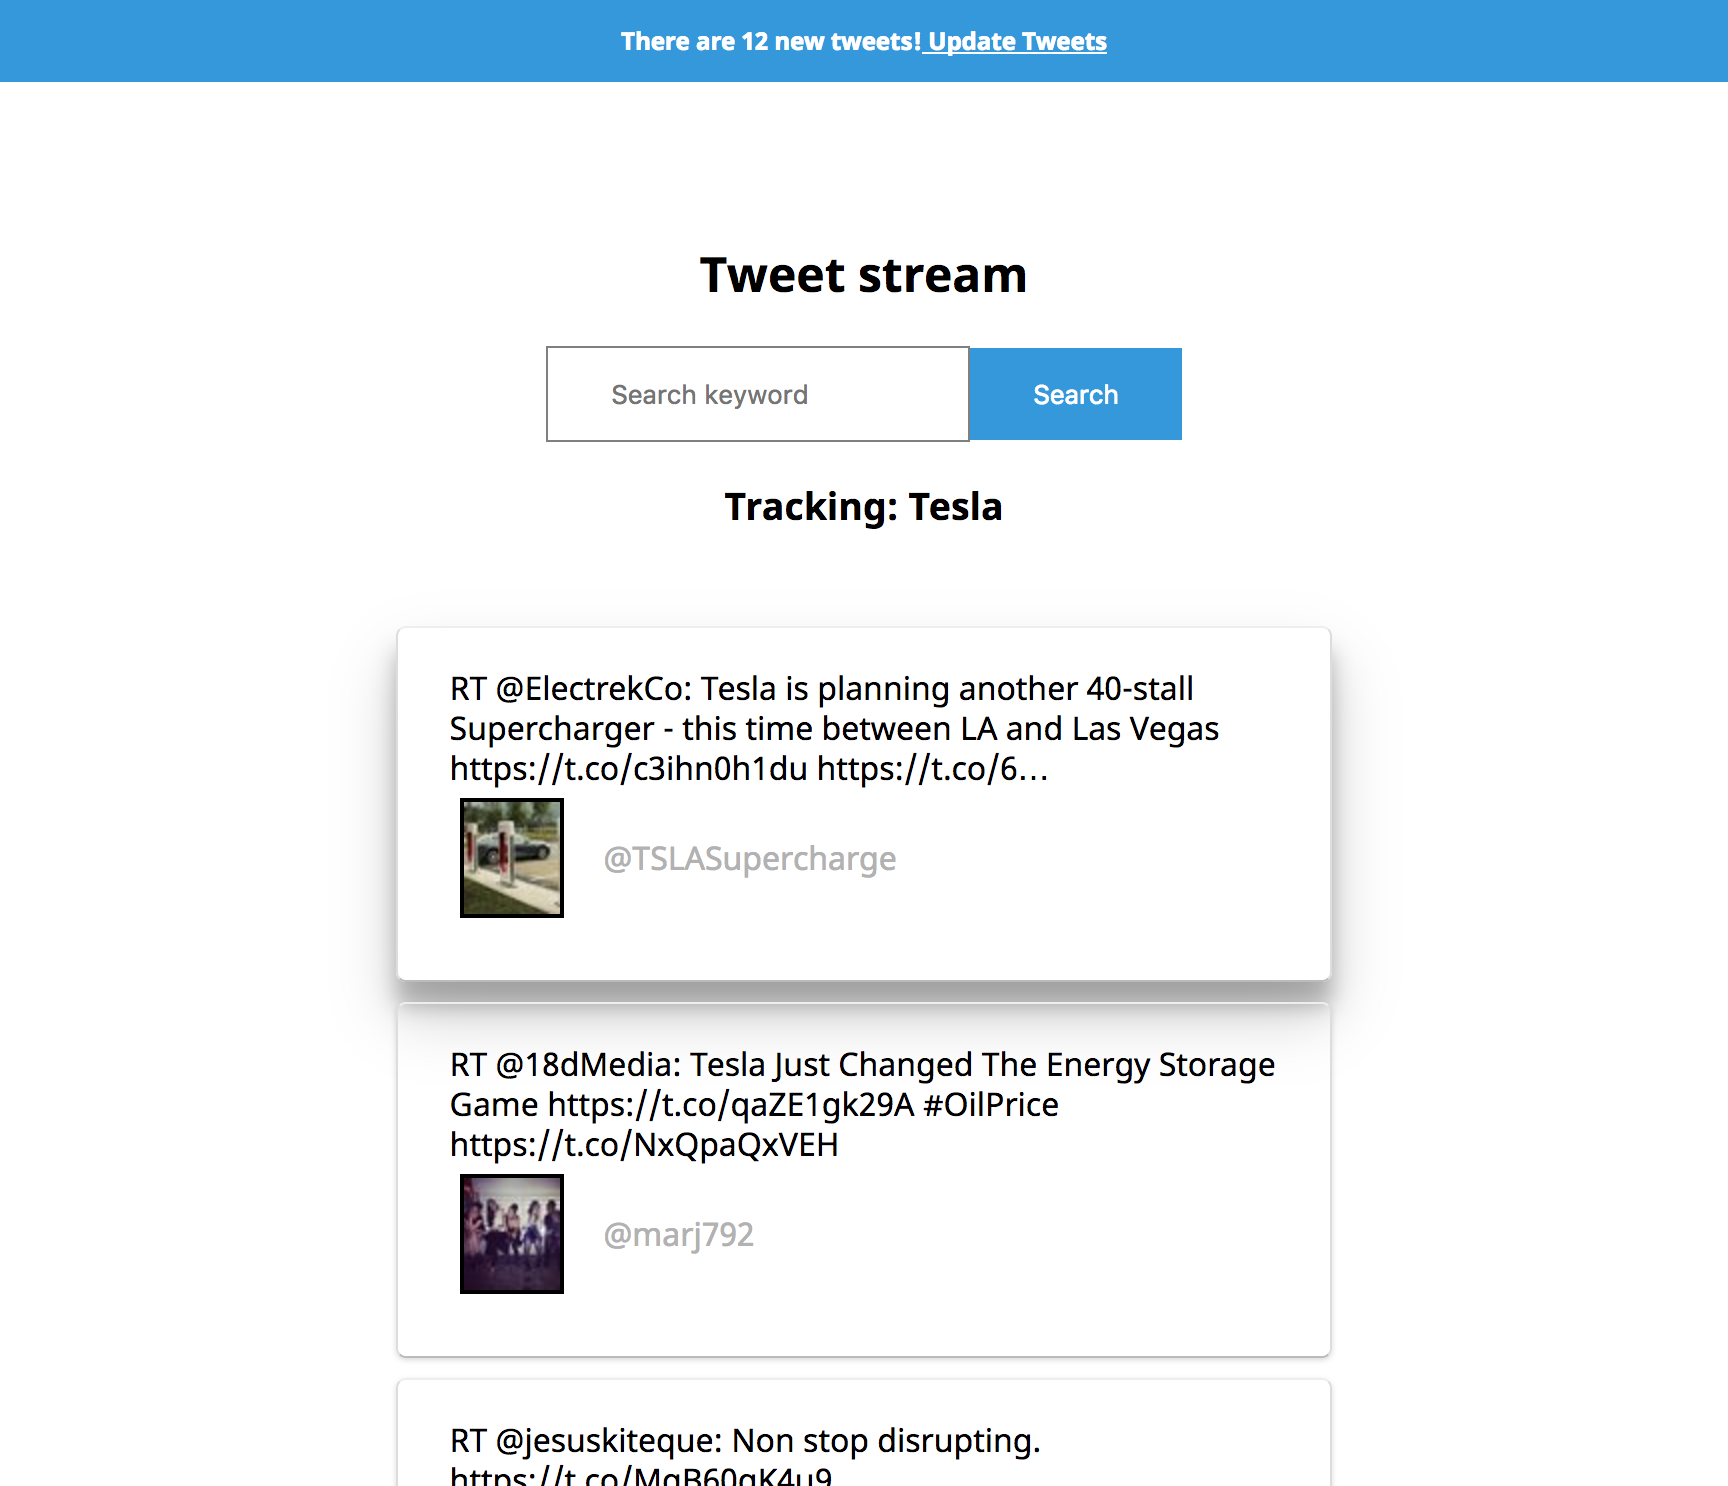 There are 12 new tweets! Update Tweets
Tweet stream
Search keyword
Search
Tracking: Tesla
RT @ElectrekCo: Tesla is planning another 40-stall
Supercharger - this time between LA and Las Vegas
https://t.co/c3ihn0h1du https://t.co/6…
@TSLASupercharge
RT @18dMedia: Tesla Just Changed The Energy Storage
Game https://t.co/qaZE1gk29A #OilPrice
https://t.co/NxQpaQxVEH
@marj792
RT @jesuskiteque: Non stop disrupting.